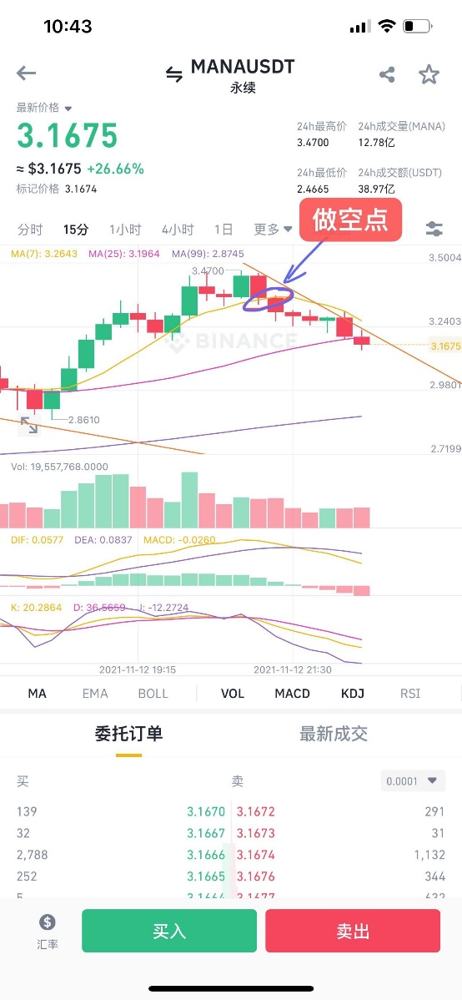 10:43
MANAUSDT
永续
最新价格
3.1675
≈ $3.1675 +26.66%
标记价格 3.1674
24h最高价
3.4700
24h成交量(MANA)
12.78亿
24h最低价
2.4665
24h成交额(USDT)
38.97亿
做空点
分时 15分 1小时 4小时 1日 更多
MA(7): 3.2643 MA(25): 3.1964 MA(99): 2.8745
3.5004
3.4700
3.2403
BINANCE
3.1675
2.9801
2.8610
2.7199
Vol: 19,557,768.0000
DIF: 0.0577 DEA: 0.0837 MACD: -0.0260
K: 20.2864 D: 36.5659 J: -12.2724
2021-11-12 19:15 2021-11-12 21:30
MA EMA BOLL VOL MACD KDJ RSI
委托订单 最新成交
买 卖 0.0001
139 3.1670 3.1672 291
32 3.1667 3.1673 31
2,788 3.1666 3.1674 1,132
252 3.1665 3.1676 344
5 3.1664 3.1677 632
$
汇率
买入
卖出